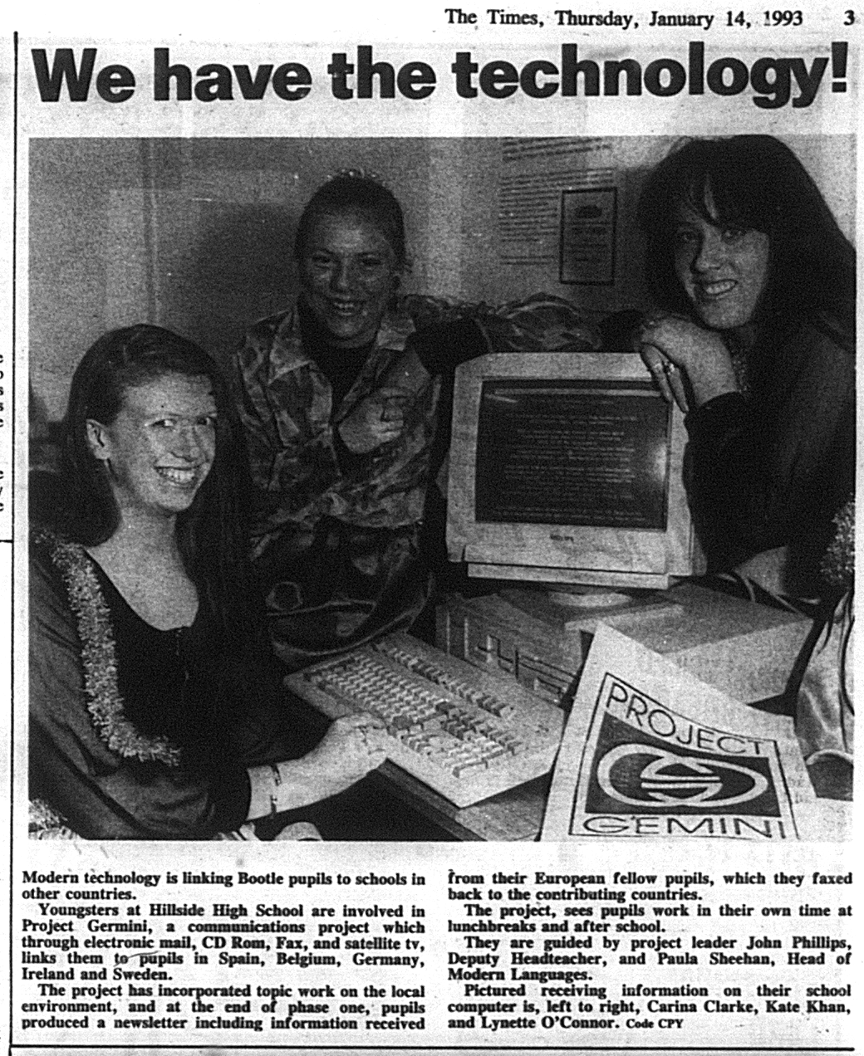 The Times, Thursday, January 14, 1993 3
We have the technology!
PROJECT
GEMINI
Modern technology is linking Bootle pupils to schools in
other countries.
Youngsters at Hillside High School are involved in
Project Germini, a communications project which
through electronic mail, CD Rom, Fax, and satellite tv,
links them to pupils in Spain, Belgium, Germany,
Ireland and Sweden.
The project has incorporated topic work on the local
environment, and at the end of phase one, pupils
produced a newsletter including information received
from their European fellow pupils, which they faxed
back to the contributing countries.
The project, sees pupils work in their own time at
lunchbreaks and after school.
They are guided by project leader John Phillips,
Deputy Headteacher, and Paula Sheehan, Head of
Modern Languages.
Pictured receiving information on their school
computer is, left to right, Carina Clarke, Kate Khan,
and Lynette O'Connor. Code CPY